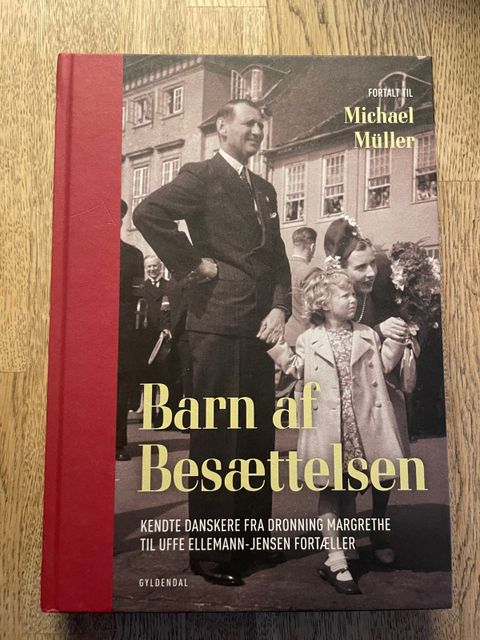 FORTALT TIL
Michael
Müller
Barn af
Besættelsen
KENDTE DANSKERE FRA DRONNING MARGRETHE
TIL UFFE ELLEMANN-JENSEN FORTÆLLER
GYLDENDAL